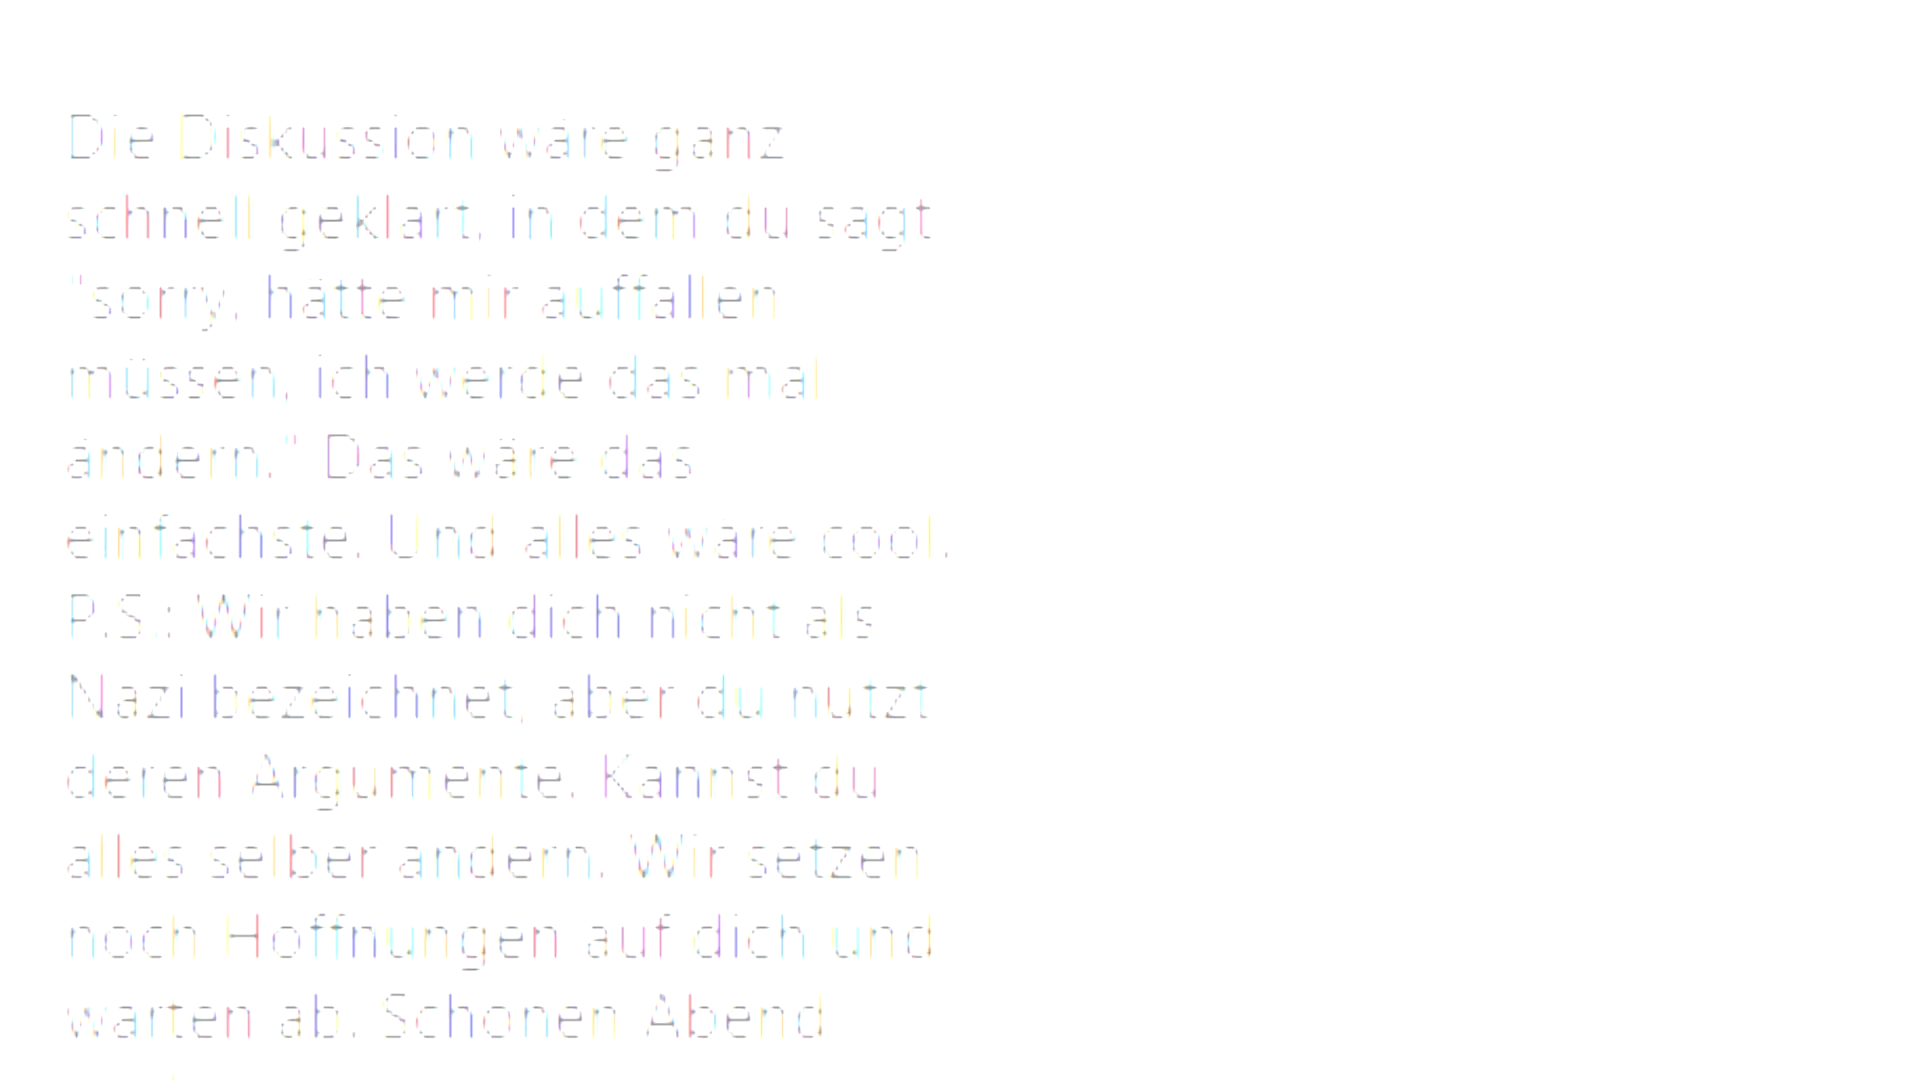 Die Diskussion wäre ganz
schnell geklärt, in dem du sagt
"sorry, hätte mir auffallen
müssen, ich werde das mal
ändern." Das wäre das
einfachste. Und alles wäre cool.
P.S.: Wir haben dich nicht als
Nazi bezeichnet, aber du nutzt
deren Argumente. Kannst du
alles selber ändern. Wir setzen
noch Hoffnungen auf dich und
warten ab. Schönen Abend